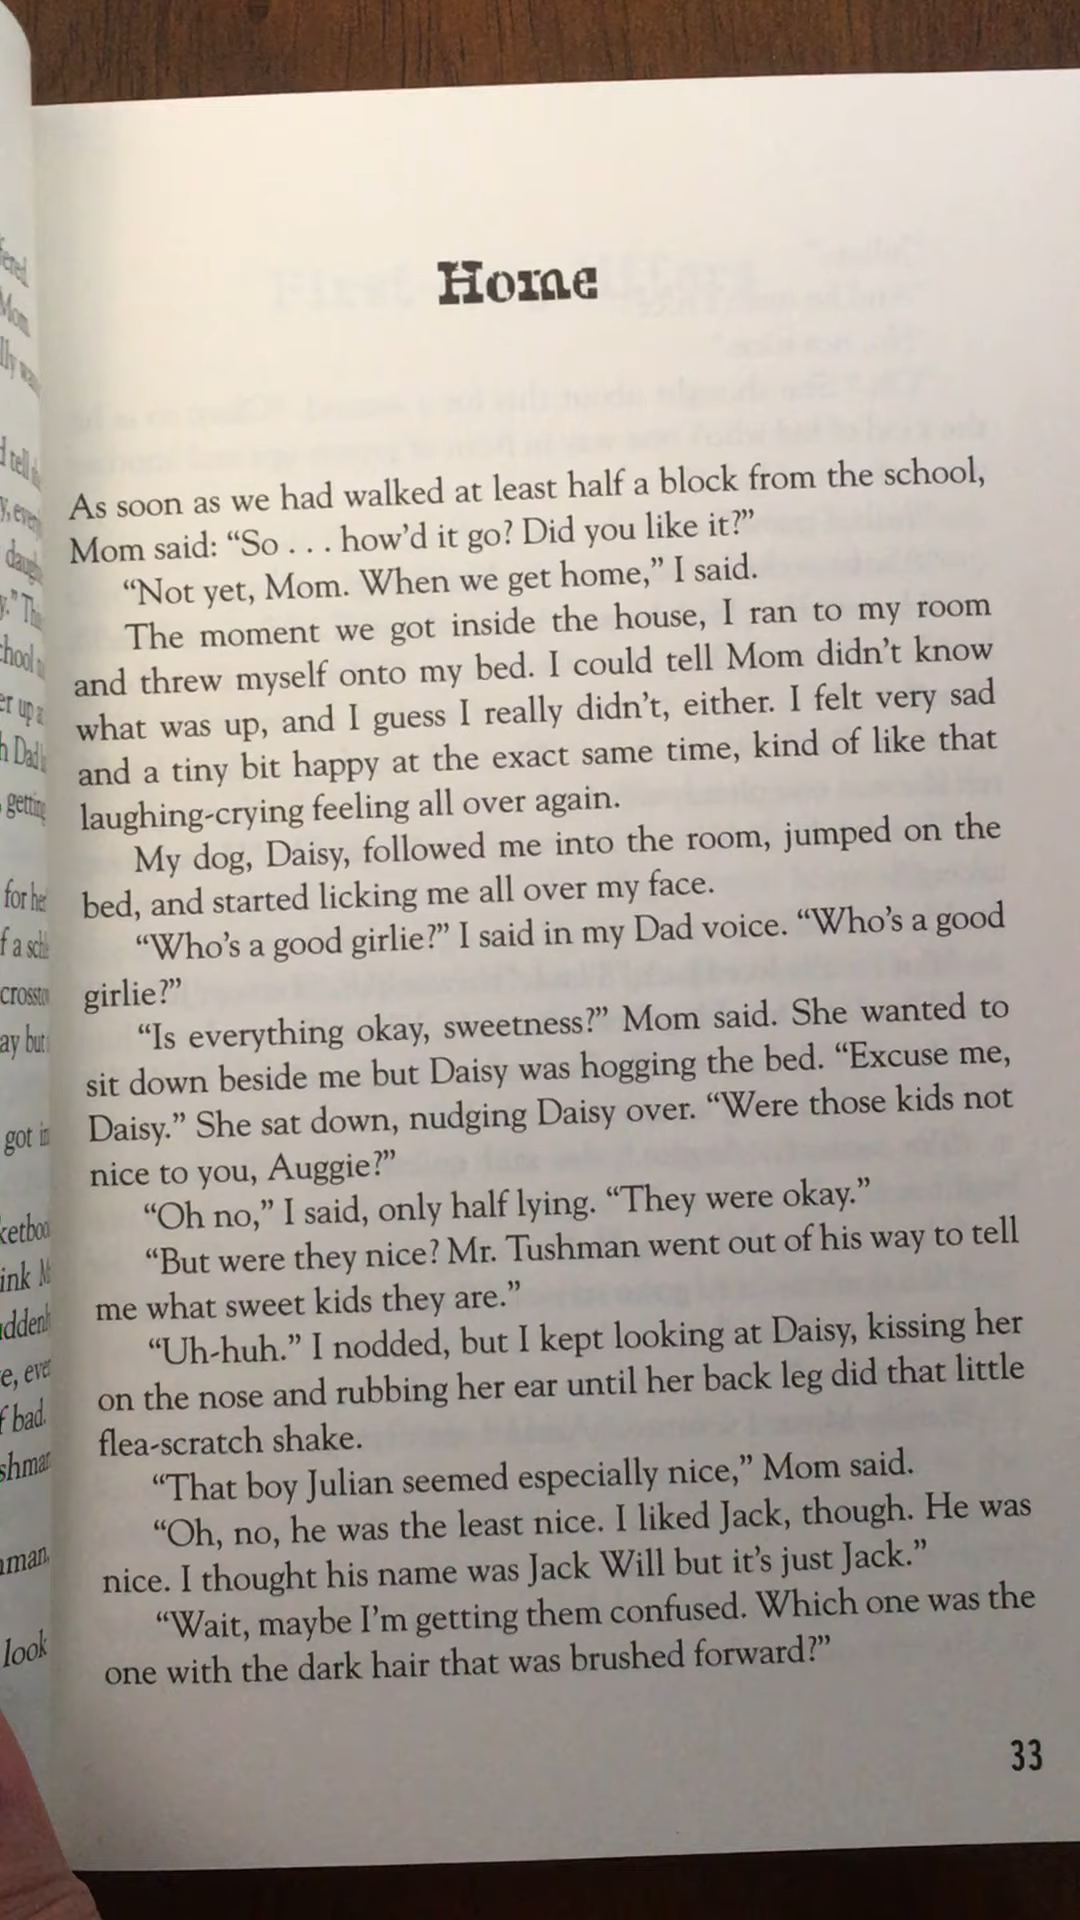 Home
As soon as we had walked at least half a block from the school,
Mom said: “So . . . how’d it go? Did you like it?”
“Not yet, Mom. When we get home,” I said.
The moment we got inside the house, I ran to my room
and threw myself onto my bed. I could tell Mom didn’t know
what was up, and I guess I really didn’t, either. I felt very sad
and a tiny bit happy at the exact same time, kind of like that
laughing-crying feeling all over again.
My dog, Daisy, followed me into the room, jumped on the
bed, and started licking me all over my face.
“Who’s a good girlie?” I said in my Dad voice. “Who’s a good
girlie?”
“Is everything okay, sweetness?” Mom said. She wanted to
sit down beside me but Daisy was hogging the bed. “Excuse me,
Daisy.” She sat down, nudging Daisy over. “Were those kids not
nice to you, Auggie?”
“Oh no,” I said, only half lying. “They were okay.”
“But were they nice? Mr. Tushman went out of his way to tell
me what sweet kids they are.”
“Uh-huh.” I nodded, but I kept looking at Daisy, kissing her
on the nose and rubbing her ear until her back leg did that little
flea-scratch shake.
“That boy Julian seemed especially nice,” Mom said.
“Oh, no, he was the least nice. I liked Jack, though. He was
nice. I thought his name was Jack Will but it’s just Jack.”
“Wait, maybe I’m getting them confused. Which one was the
one with the dark hair that was brushed forward?”
33